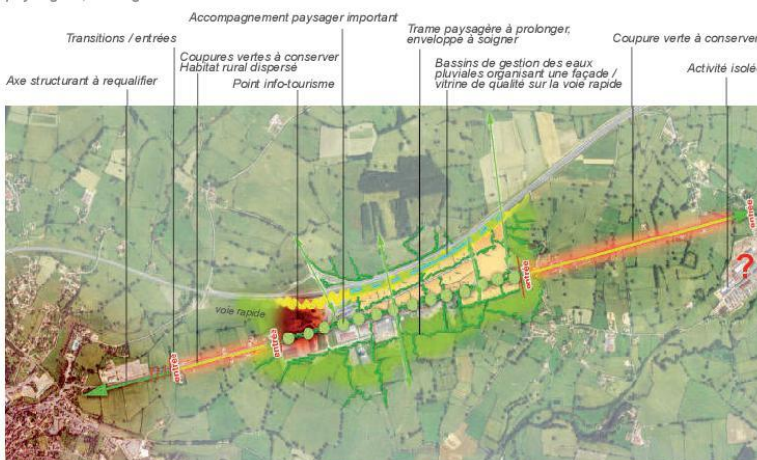 Accompagnement paysager important
Transitions / entrées
Trame paysagère à prolonger,
enveloppe à soigner
Coupure verte à conserver
Coupures vertes à conserver
Habitat rural dispersé
Bassins de gestion des eaux
pluviales organisant une façade /
vitrine de qualité sur la voie rapide
Activité isolée
Axe structurant à requalifier
Point info-tourisme
voie rapide
entrée
entrée
entrée
entrée
?